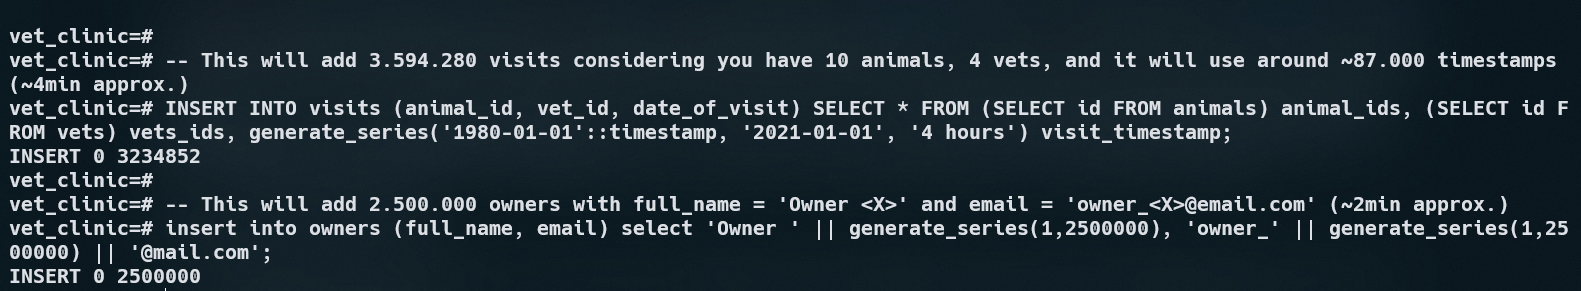 vet_clinic=#
vet_clinic=# -- This will add 3.594.280 visits considering you have 10 animals, 4 vets, and it will use around ~87.000 timestamps
(~4min approx.)
vet_clinic=# INSERT INTO visits (animal_id, vet_id, date_of_visit) SELECT * FROM (SELECT id FROM animals) animal_ids, (SELECT id F
ROM vets) vets_ids, generate_series('1980-01-01'::timestamp, '2021-01-01', '4 hours') visit_timestamp;
INSERT 0 3234852
vet_clinic=#
vet_clinic=# -- This will add 2.500.000 owners with full_name = 'Owner <X>' and email = 'owner_<X>@email.com' (~2min approx.)
vet_clinic=# insert into owners (full_name, email) select 'Owner ' || generate_series(1,2500000), 'owner_' || generate_series(1,25
00000) || '@mail.com';
INSERT 0 2500000